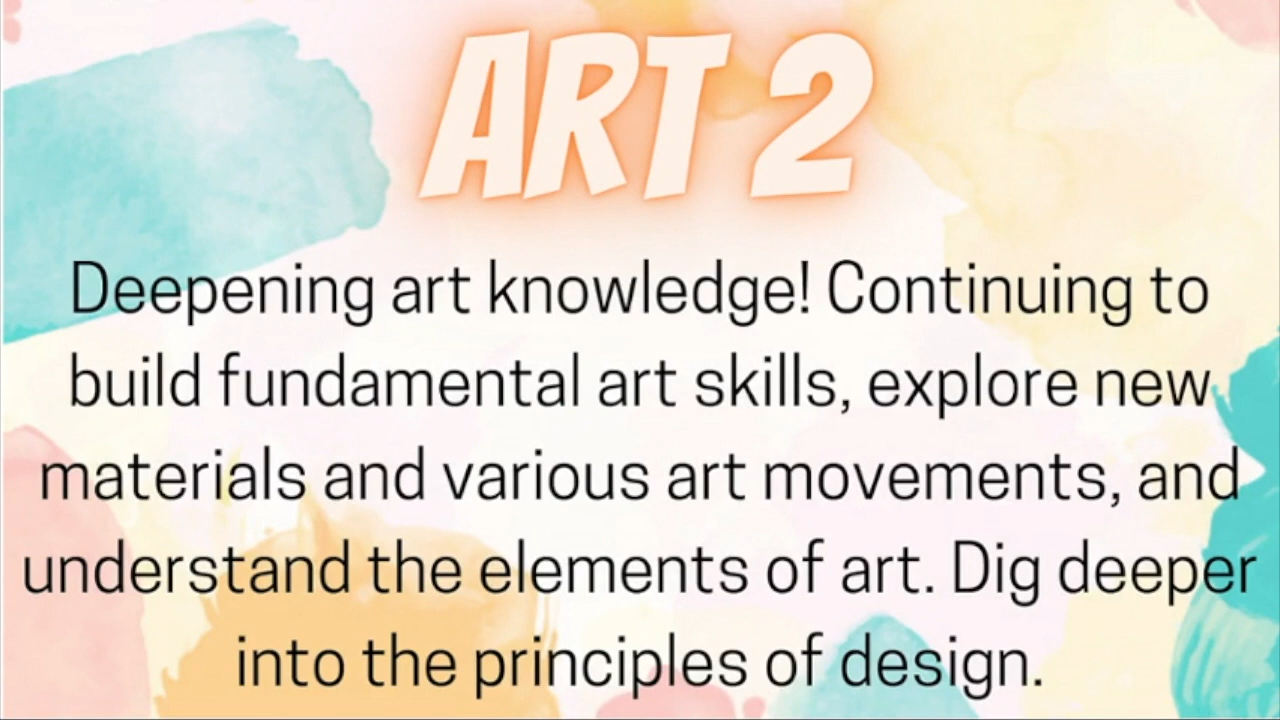 ART 2
Deepening art knowledge! Continuing to
build fundamental art skills, explore new
materials and various art movements, and
understand the elements of art. Dig deeper
into the principles of design.